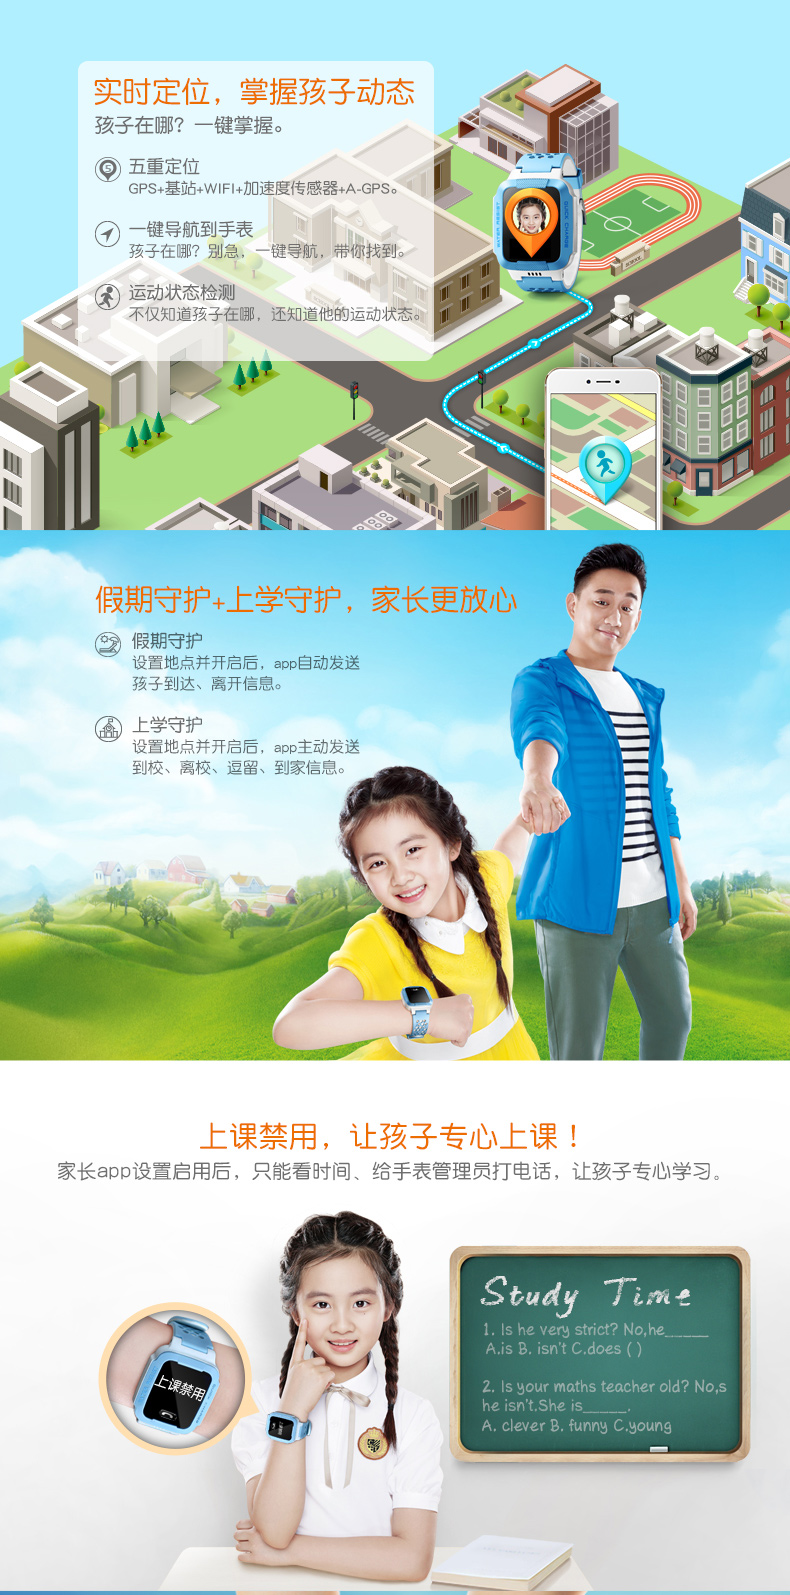 实时定位，掌握孩子动态
孩子在哪？一键掌握。
五重定位
GPS+基站+WIFI+加速度传感器+A-GPS。
一键导航到手表
孩子在哪？别急，一键导航，带你找到。
运动状态检测
不仅知道孩子在哪，还知道他的运动状态。
QUICK CHARGE
SCHOOL
假期守护+上学守护，家长更放心
假期守护
设置地点并开启后，app自动发送
孩子到达、离开信息。
上学守护
设置地点并开启后，app主动发送
到校、离校、逗留、到家信息。
上课禁用，让孩子专心上课！
家长app设置启用后，只能看时间、给手表管理员打电话，让孩子专心学习。
上课禁用
Study Time
1. Is he very strict? No,he______
A.is B. isn't C.does ( )
2. Is your maths teacher old? No,s
he isn't.She is______.
A. clever B. funny C.young